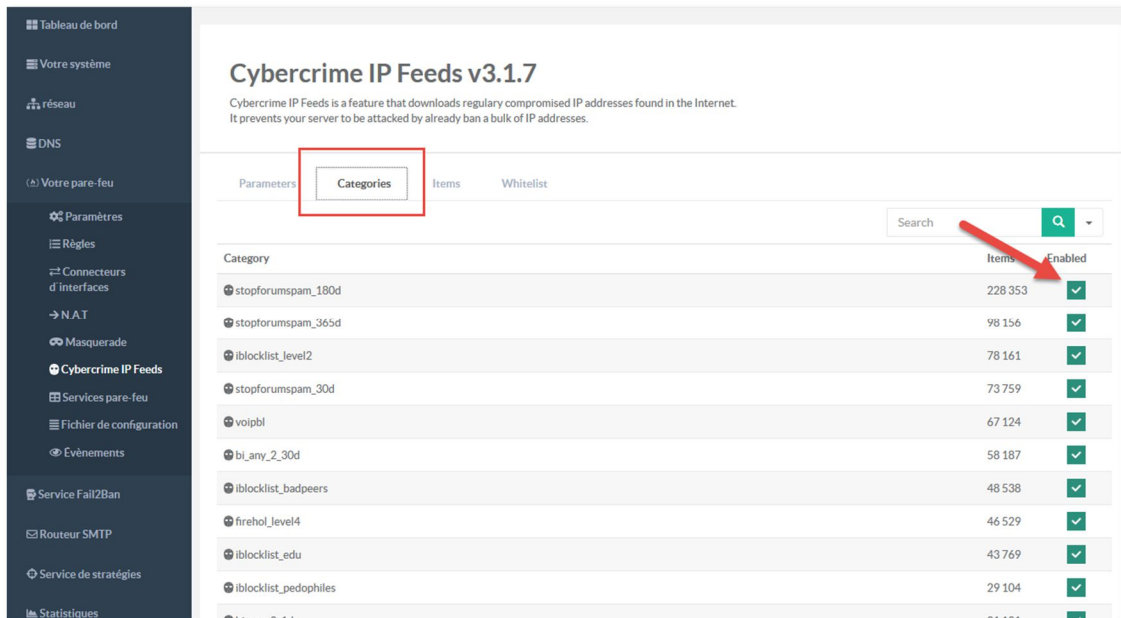 Tableau de bord
Votre système
réseau
DNS
Votre pare-feu
Paramètres
Règles
Connecteurs
d'interfaces
N.A.T
Masquerade
Cybercrime IP Feeds
Services pare-feu
Fichier de configuration
Évènements
Service Fail2Ban
Routeur SMTP
Service de stratégies
Statistiques
Cybercrime IP Feeds v3.1.7
Cybercrime IP Feeds is a feature that downloads regulary compromised IP addresses found in the Internet.
It prevents your server to be attacked by already ban a bulk of IP addresses.
Parameters Categories Items Whitelist
Search
Category Items Enabled
stopforumspam_180d 228 353
stopforumspam_365d 98 156
iblocklist_level2 78 161
stopforumspam_30d 73 759
voipbl 67 124
bi_any_2_30d 58 187
iblocklist_badpeers 48 538
firehol_level4 46 529
iblocklist_edu 43 769
iblocklist_pedophiles 29 104